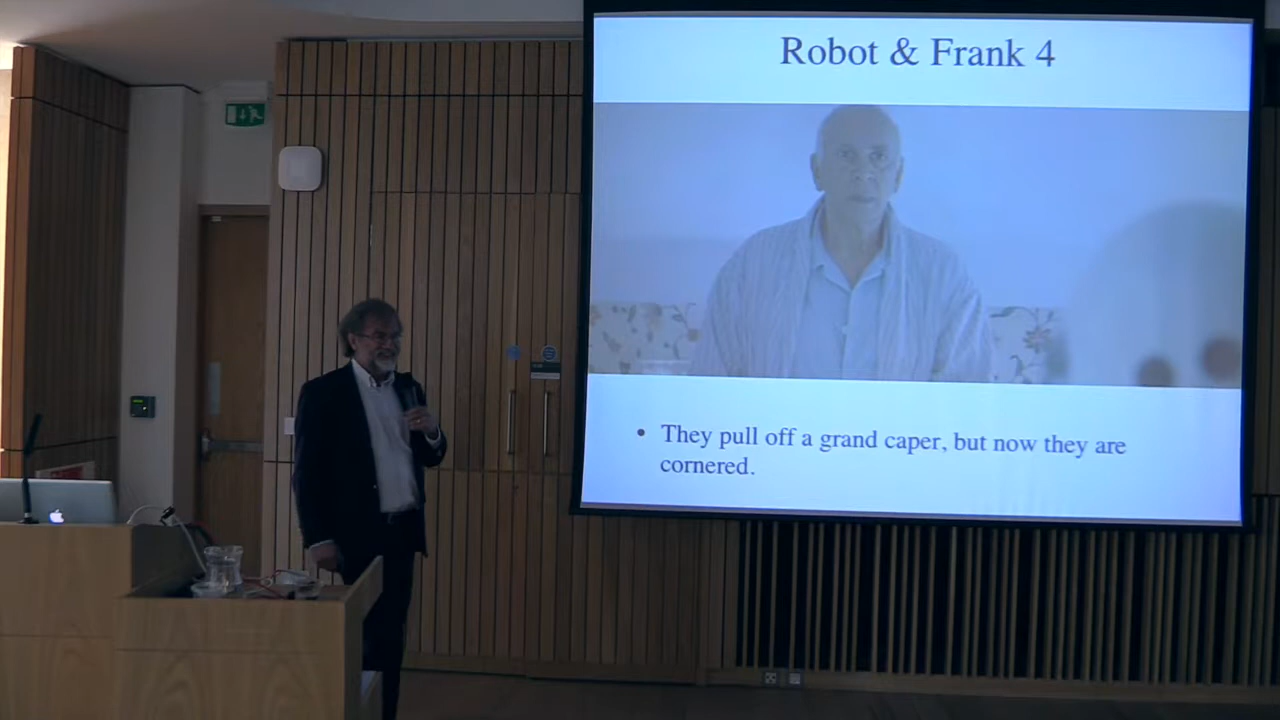 Robot & Frank 4
• They pull off a grand caper, but now they are
cornered.